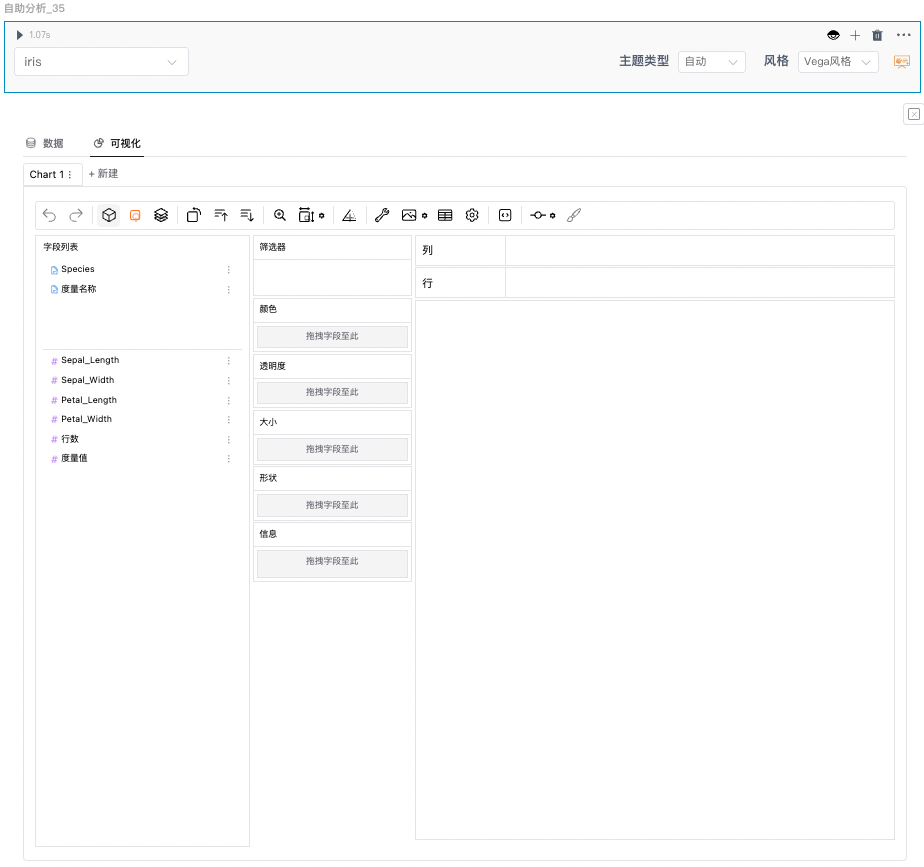 自助分析_35
1.07s
iris
主题类型
自动
风格
Vega风格
数据
可视化
Chart 1
+ 新建
字段列表
Species
度量名称
# Sepal_Length
# Sepal_Width
# Petal_Length
# Petal_Width
# 行数
# 度量值
筛选器
颜色
拖拽字段至此
透明度
拖拽字段至此
大小
拖拽字段至此
形状
拖拽字段至此
信息
拖拽字段至此
列
行